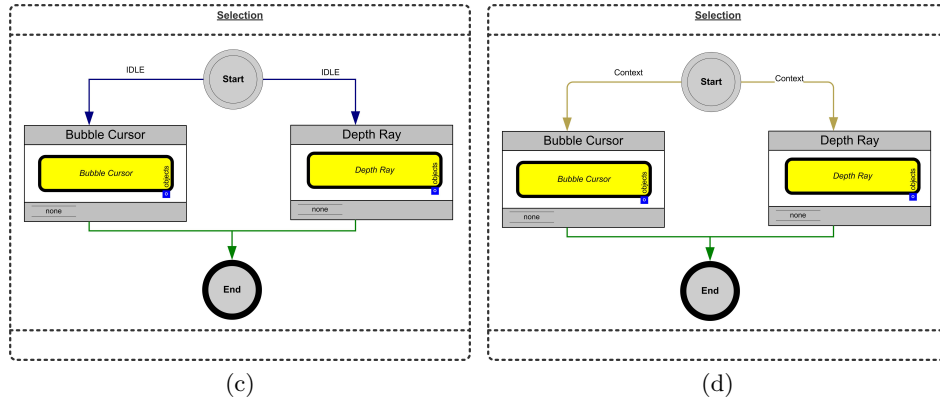 Selection
IDLE
Start
IDLE
Bubble Cursor
Bubble Cursor
objects
o
none
Depth Ray
Depth Ray
objects
o
none
End
(c)
Selection
Context
Start
Context
Bubble Cursor
Bubble Cursor
objects
o
none
Depth Ray
Depth Ray
objects
o
none
End
(d)